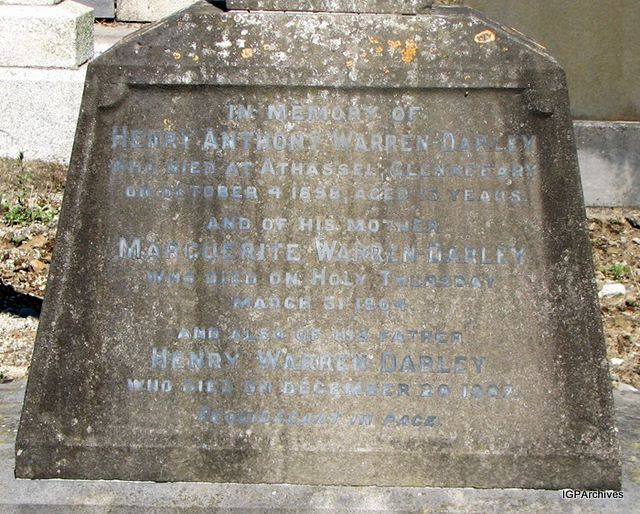 IN MEMORY OF
HENRY ANTHONY WARREN-DARLEY
WHO DIED AT ATHASSEL, GLENAGEARY
ON OCTOBER 4 1898, AGED 15 YEARS.
AND OF HIS MOTHER
MARGUERITE WARREN DARLEY
WHO DIED ON HOLY THURSDAY
MARCH 31 1904
AND ALSO OF HIS FATHER
HENRY WARREN DARLEY
WHO DIED ON DECEMBER 20 1907.
REQUIESCANT IN PACE.
IGPArchives